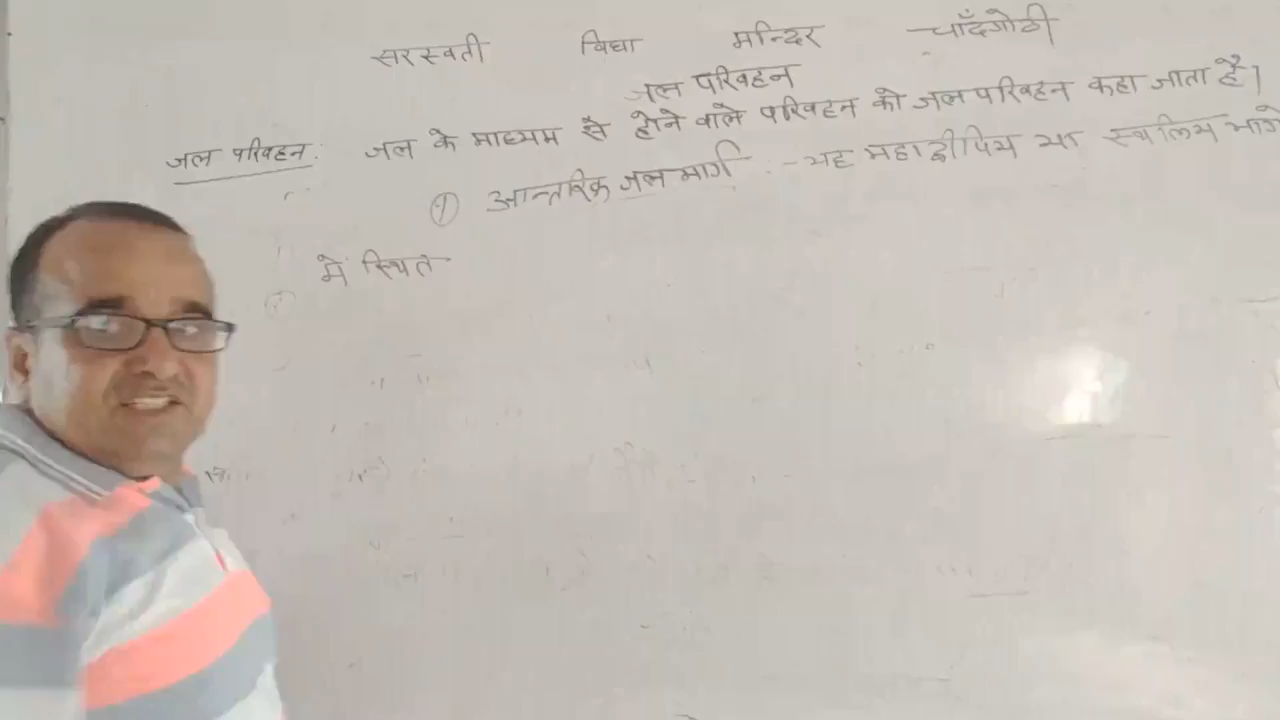 सरस्वती विधा मन्दिर चाँदगोठी
जल परिवहन
जल परिवहन : जल के माध्यम से होने वाले परिवहन को जल परिवहन कहा जाता है।
① आन्तरिक जल मार्ग :- यह महाद्वीपिय या स्थलिय भागो
में स्थित